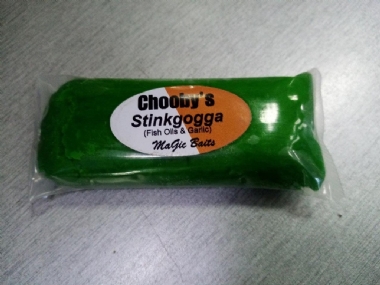 Chooby's
Stinkgogga
(Fish Oils & Garlic)
MaGic Baits